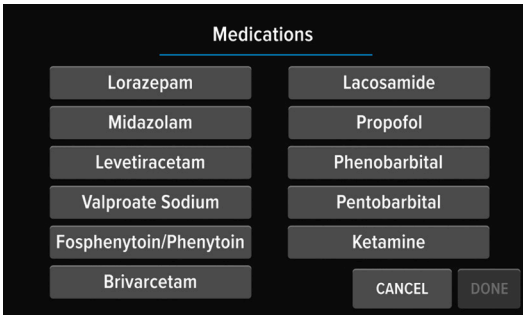 Medications
Lorazepam
Lacosamide
Midazolam
Propofol
Levetiracetam
Phenobarbital
Valproate Sodium
Pentobarbital
Fosphenytoin/Phenytoin
Ketamine
Brivarcetam
CANCEL
DONE